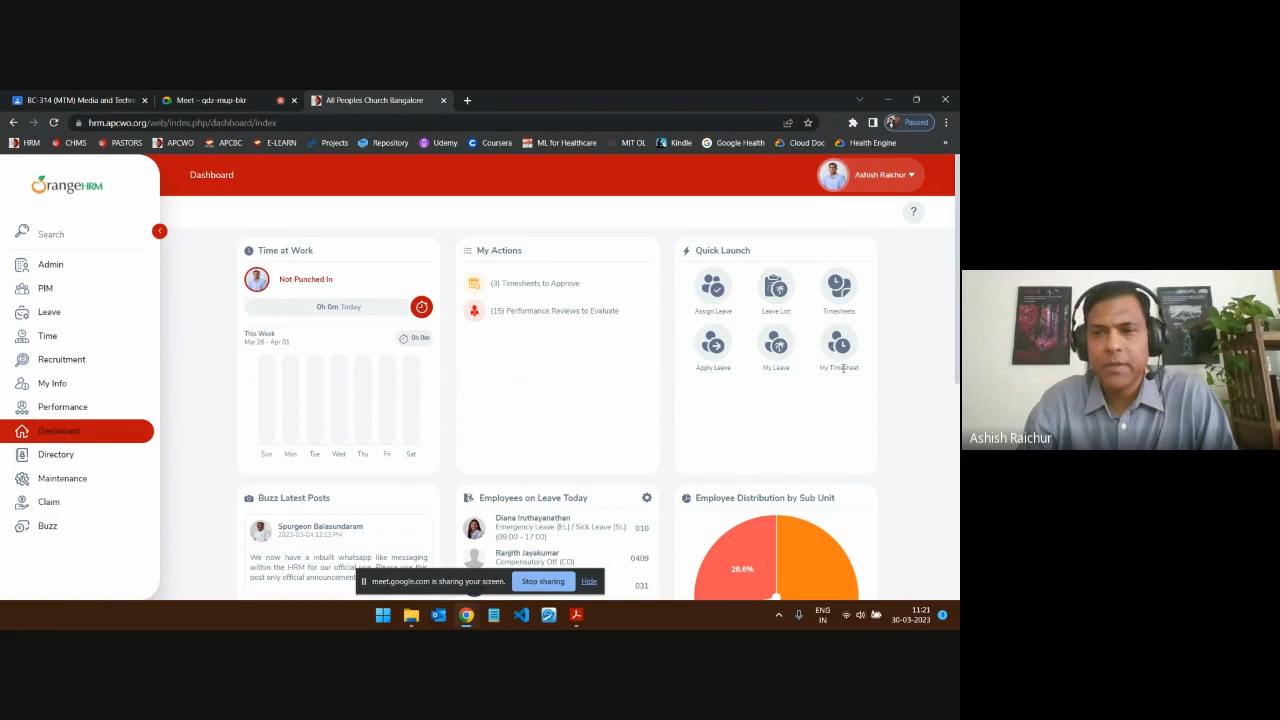 BC-314 (MTM) Media and Techn
Meet – qdz-mup-bkr
All Peoples Church Bangalore
hrm.apcwo.org/web/index.php/dashboard/index
Paused
HRM
CHMS
PASTORS
APCWO
APCBC
E-LEARN
Projects
Repository
Udemy
Coursera
ML for Healthcare
MIT OL
Kindle
Google Health
Cloud Doc
Health Engine
OrangeHRM
Dashboard
Ashish Raichur
?
Search
Admin
PIM
Leave
Time
Recruitment
My Info
Performance
Dashboard
Directory
Maintenance
Claim
Buzz
Time at Work
Not Punched In
0h 0m Today
This Week
Mar 26 - Apr 01
0h 0m
Sun Mon Tue Wed Thu Fri Sat
My Actions
(3) Timesheets to Approve
(15) Performance Reviews to Evaluate
Quick Launch
Assign Leave
Leave List
Timesheets
Apply Leave
My Leave
My Timesheet
Buzz Latest Posts
Spurgeon Balasundaram
2023-03-04 12:13 PM
We now have a inbuilt whatsapp like messaging
within the HRM for our official use. Please use this
post only official announcement
Employees on Leave Today
Diana Iruthayanathan
Emergency Leave (EL) / Sick Leave (SL)
(09:00 - 17:00)
010
Ranjith Jayakumar
Compensatory Off (CO)
0409
031
Employee Distribution by Sub Unit
28.6%
meet.google.com is sharing your screen.
Stop sharing
Hide
ENG
IN
11:21
30-03-2023
Ashish Raichur